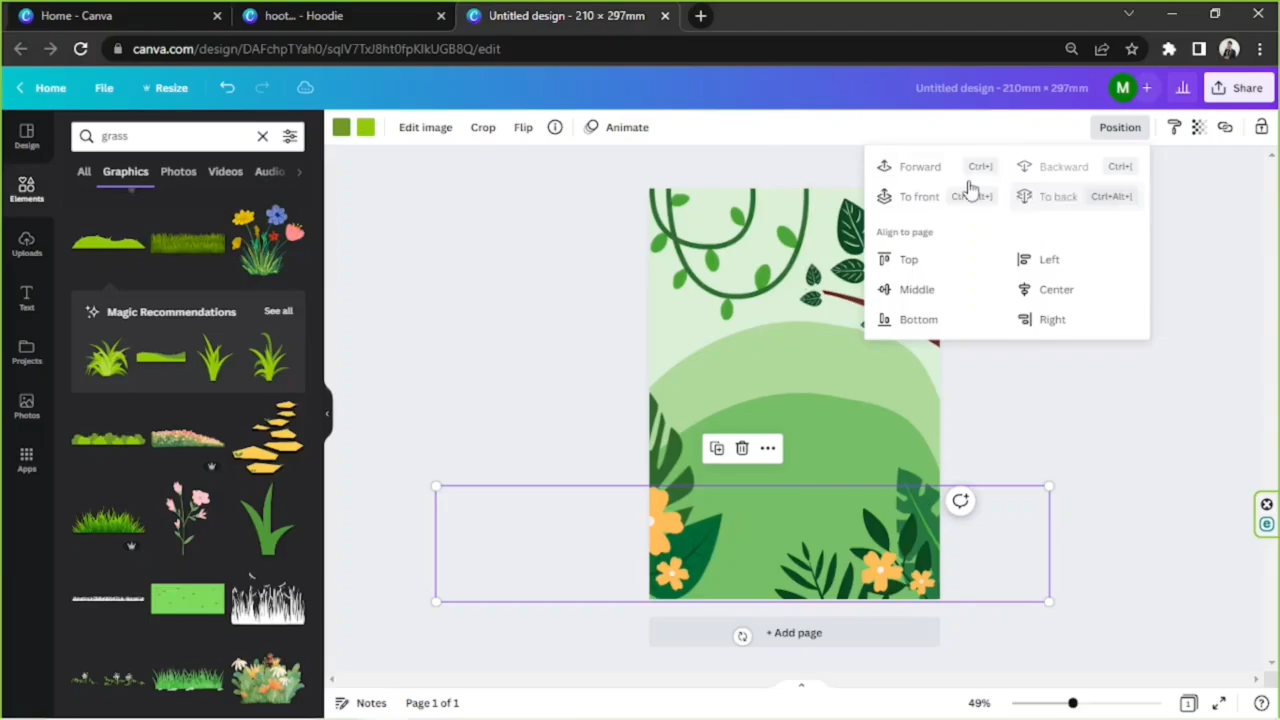 Home - Canva
hoot... - Hoodie
Untitled design - 210 × 297mm
canva.com/design/DAFchpTYah0/sqlV7TxJ8ht0fpKlkUGB8Q/edit
Home
File
Resize
Untitled design - 210mm × 297mm
M
Share
Design
grass
Edit image
Crop
Flip
Animate
Position
All
Graphics
Photos
Videos
Audio
Elements
Forward
Ctrl+]
Backward
Ctrl+[
To front
To back
Ctrl+Alt+[
Align to page
Uploads
Top
Left
Text
Middle
Center
Magic Recommendations
See all
Bottom
Right
Projects
Photos
Apps
+ Add page
Notes
Page 1 of 1
49%
1